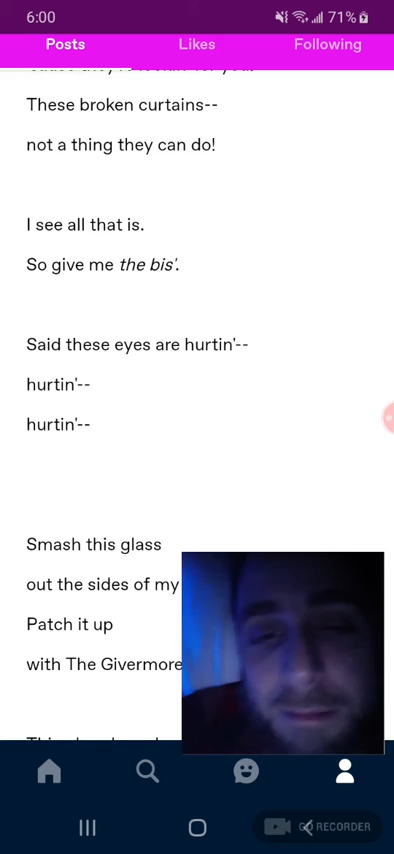 6:00
71%
Posts Likes Following
These broken curtains--
not a thing they can do!
I see all that is.
So give me the bis'.
Said these eyes are hurtin'--
hurtin'--
hurtin'--
Smash this glass
out the sides of my
Patch it up
with The Givermore
GO RECORDER